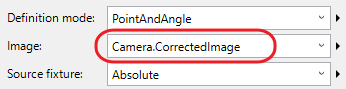 Definition mode: PointAndAngle
Image: Camera.CorrectedImage
Source fixture: Absolute